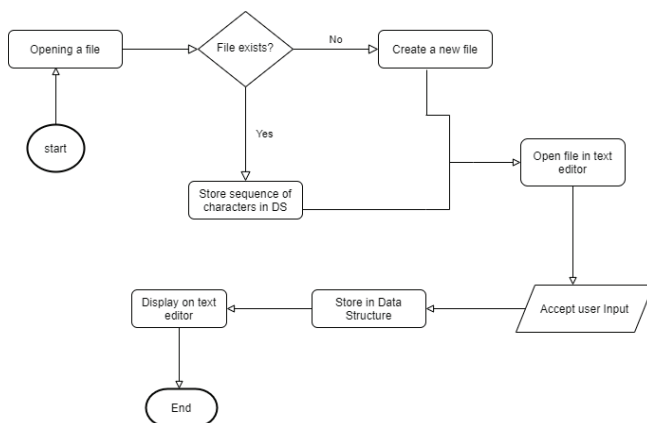 Opening a file
File exists?
No
Create a new file
start
Yes
Store sequence of
characters in DS
Open file in text
editor
Accept user Input
Store in Data
Structure
Display on text
editor
End